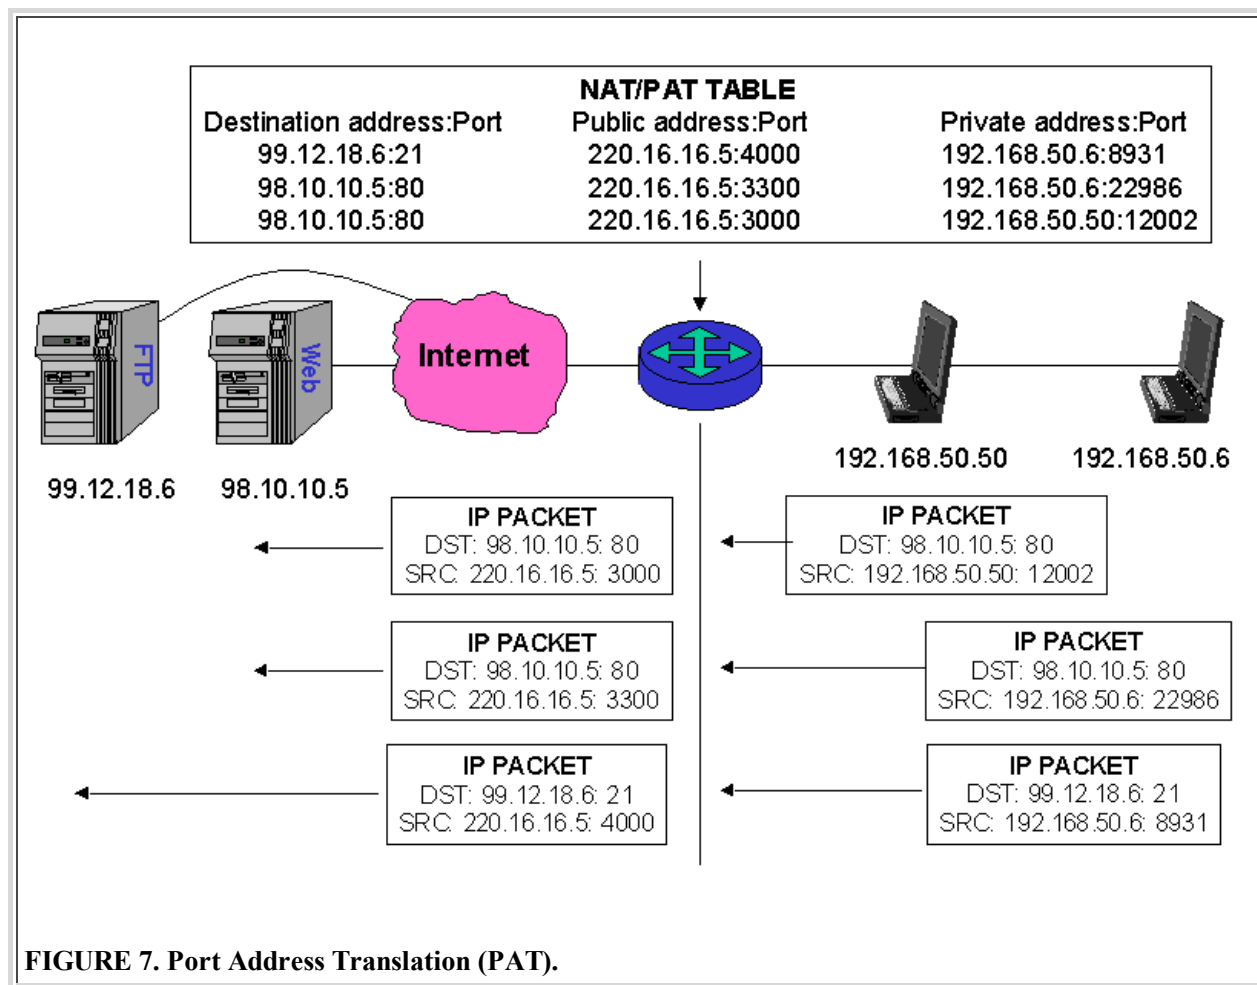 NAT/PAT TABLE
Destination address:Port Public address:Port Private address:Port
99.12.18.6:21 220.16.16.5:4000 192.168.50.6:8931
98.10.10.5:80 220.16.16.5:3300 192.168.50.6:22986
98.10.10.5:80 220.16.16.5:3000 192.168.50.50:12002
FTP
Web
Internet
99.12.18.6
98.10.10.5
192.168.50.50
192.168.50.6
IP PACKET
DST: 98.10.10.5: 80
SRC: 220.16.16.5: 3000
IP PACKET
DST: 98.10.10.5: 80
SRC: 192.168.50.50: 12002
IP PACKET
DST: 98.10.10.5: 80
SRC: 220.16.16.5: 3300
IP PACKET
DST: 98.10.10.5: 80
SRC: 192.168.50.6: 22986
IP PACKET
DST: 99.12.18.6: 21
SRC: 220.16.16.5: 4000
IP PACKET
DST: 99.12.18.6: 21
SRC: 192.168.50.6: 8931
FIGURE 7. Port Address Translation (PAT).